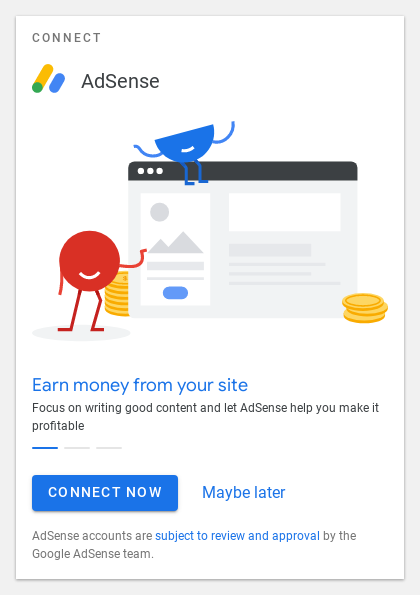 CONNECT
AdSense
Earn money from your site
Focus on writing good content and let AdSense help you make it
profitable
CONNECT NOW
Maybe later
AdSense accounts are subject to review and approval by the
Google AdSense team.